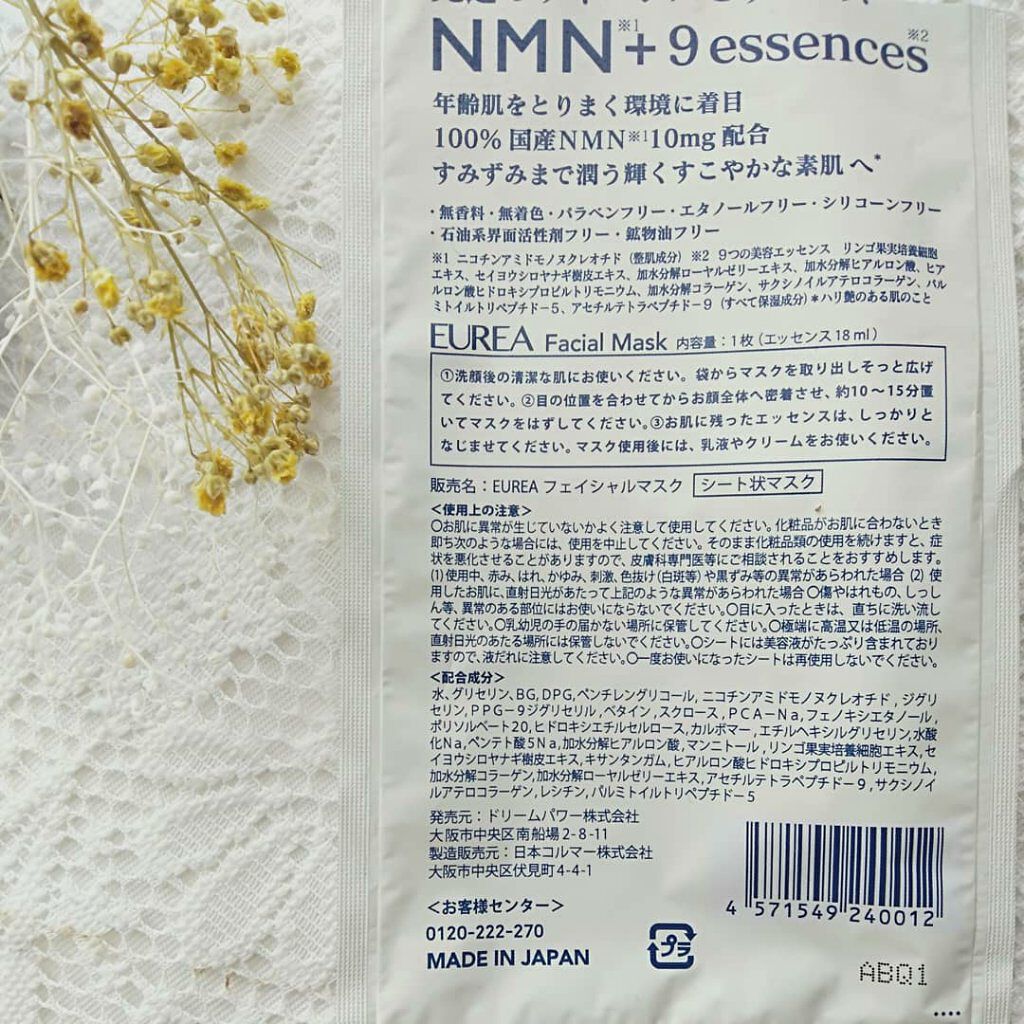 NMN※1+9 essences※2
年齢肌をとりまく環境に着目
100% 国産NMN※110mg 配合
すみずみまで潤う輝くすこやかな素肌へ*
・無香料・無着色・パラベンフリー・エタノールフリー・シリコーンフリー
・石油系界面活性剤フリー・鉱物油フリー
※1 ニコチンアミドモノヌクレオチド（整肌成分）※2 9つの美容エッセンス リンゴ果実培養細胞
エキス、セイヨウシロヤナギ樹皮エキス、加水分解ローヤルゼリーエキス、加水分解ヒアルロン酸、ヒア
ルロン酸ヒドロキシプロピルトリモニウム、加水分解コラーゲン、サクシノイルアテロコラーゲン、パル
ミトイルトリペプチド-5、アセチルテトラペプチド-9（すべて保湿成分）*ハリ艶のある肌のこと
EUREA Facial Mask 内容量：1枚（エッセンス18ml）
①洗顔後の清潔な肌にお使いください。袋からマスクを取り出しそっと広げ
てください。②目の位置を合わせてからお顔全体へ密着させ、約10～15分置
いてマスクをはずしてください。③お肌に残ったエッセンスは、しっかりと
なじませてください。マスク使用後には、乳液やクリームをお使いください。
販売名：EUREA フェイシャルマスク シート状マスク
＜使用上の注意＞
〇お肌に異常が生じていないかよく注意して使用してください。化粧品がお肌に合わないとき
即ち次のような場合には、使用を中止してください。そのまま化粧品類の使用を続けますと、症
状を悪化させることがありますので、皮膚科専門医等にご相談されることをおすすめします。
(1)使用中、赤み、はれ、かゆみ、刺激、色抜け(白斑等)や黒ずみ等の異常があらわれた場合 (2) 使
用したお肌に、直射日光があたって上記のような異常があらわれた場合 〇傷やはれもの、しっし
ん等、異常のある部位にはお使いにならないでください。〇目に入ったときは、直ちに洗い流し
てください。〇乳幼児の手の届かない場所に保管してください。〇極端に高温又は低温の場所、
直射日光のあたる場所には保管しないでください。〇シートには美容液がたっぷり含まれており
ますので、液だれに注意してください。〇一度お使いになったシートは再使用しないでください。
＜配合成分＞
水、グリセリン、BG,DPG,ペンチレングリコール, ニコチンアミドモノヌクレオチド, ジグリ
セリン,PPG-9ジグリセリル,ベタイン,スクロース,PCA-Na,フェノキシエタノール,
ポリソルベート20,ヒドロキシエチルセルロース,カルボマー,エチルヘキシルグリセリン,水酸
化Na,ペンテト酸5Na,加水分解ヒアルロン酸,マンニトール,リンゴ果実培養細胞エキス,セ
イヨウシロヤナギ樹皮エキス,キサンタンガム,ヒアルロン酸ヒドロキシプロピルトリモニウム,
加水分解コラーゲン,加水分解ローヤルゼリーエキス,アセチルテトラペプチド-9,サクシノイ
ルアテロコラーゲン,レシチン,パルミトイルトリペプチド-5
発売元：ドリームパワー株式会社
大阪市中央区南船場2-8-11
製造販売元：日本コルマー株式会社
大阪市中央区伏見町4-4-1
＜お客様センター＞
0120-222-270
MADE IN JAPAN
プラ
4 571549 240012
ABQ1